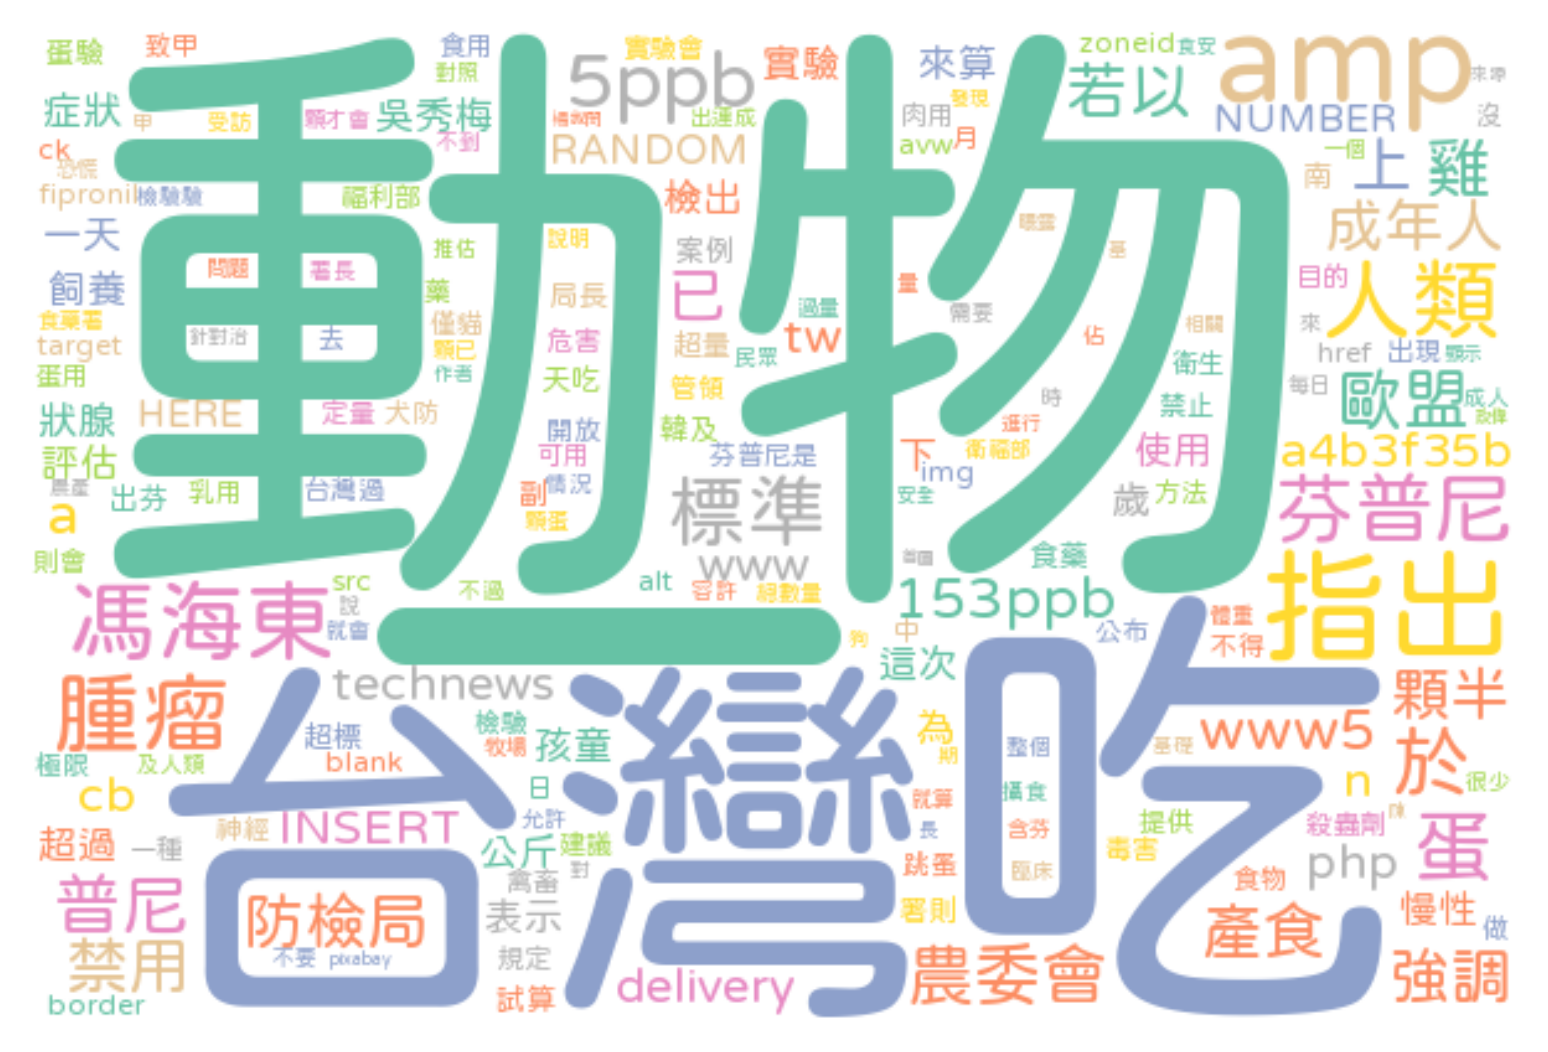 蛋驗
致甲
食用
實驗會
實驗
來算
zoneid
食安
amp
5ppb
對照
若以
症狀
甲
受訪
顆才會
吳秀梅
出運成
肉用
發現
NUMBER
沒
ck
恐慌
不到
RANDOM
avw
月
一個
上
雞
南
fipronil
檢驗驗
福利部
檢出
動物
成年人
一天
推估
說明
案例
曝露
基
飼養
問題
署長
藥
局長
已
量
目的
人類
食藥署
target
針對治
去
僅貓
顆已
危害
超量
過量
民眾
tw
需要
佔
相關
來
href
出現
顯示
蛋用
作者
天吃
管領
衛生
每日
歐盟
成人
狀腺
HERE
定量
犬防
開放
韓及
時
禁止
進行
評估
可用
芬普尼是
下
img
衛福部
使用
a4b3f35b
農產
出芬
乳用
台灣過
副
情況
標準
安全
歲
方法
芬普尼
a
顆蛋
www
則會
src
不過
alt
容許
食藥
153ppb
指出
馮海東
說
就會
一
狗
中
公布
體重
不得
腫瘤
technews
這次
顆半
台灣
吃
超標
檢驗
牧場
孩童
為
期
整個
基礎
www5
於
極限
及人類
blank
日
攝食
n
很少
cb
神經
INSERT
允許
就算
長
含芬
提供
殺蟲劑
蛋
超過
一種
公斤
建議
對
跳蚤
臨床
毒害
php
普尼
防檢局
禽畜
表示
署則
食物
產食
慢性
做
禁用
不要
pixabay
規定
農委會
強調
border
試算
delivery